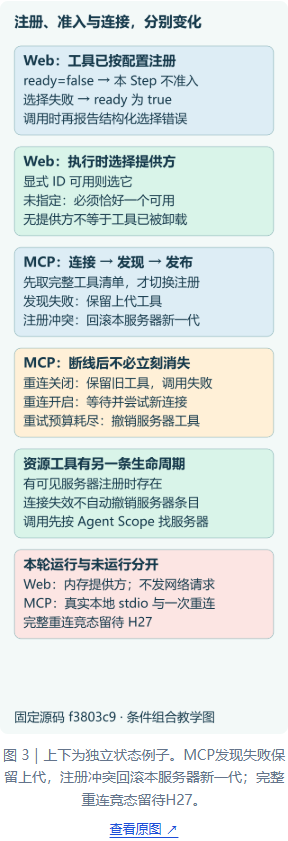 注册、准入与连接，分别变化
Web：工具已按配置注册
ready=false → 本 Step 不准入
选择失败 → ready 为 true
调用时再报告结构化选择错误
Web：执行时选择提供方
显式 ID 可用则选它
未指定：必须恰好一个可用
无提供方不等于工具已被卸载
MCP：连接 → 发现 → 发布
先取完整工具清单，才切换注册
发现失败：保留上代工具
注册冲突：回滚本服务器新一代
MCP：断线后不必立刻消失
重连关闭：保留旧工具，调用失败
重连开启：等待并尝试新连接
重试预算耗尽：撤销服务器工具
资源工具有另一条生命周期
有可见服务器注册时存在
连接失效不自动撤销服务器条目
调用先按 Agent Scope 找服务器
本轮运行与未运行分开
Web：内存提供方；不发网络请求
MCP：真实本地 stdio 与一次重连
完整重连竞态留待 H27
固定源码 f3803c9 · 条件组合教学图
图 3｜上下为独立状态例子。MCP发现失败保
留上代，注册冲突回滚本服务器新一代；完整
重连竞态留待H27。
查看原图 ↗